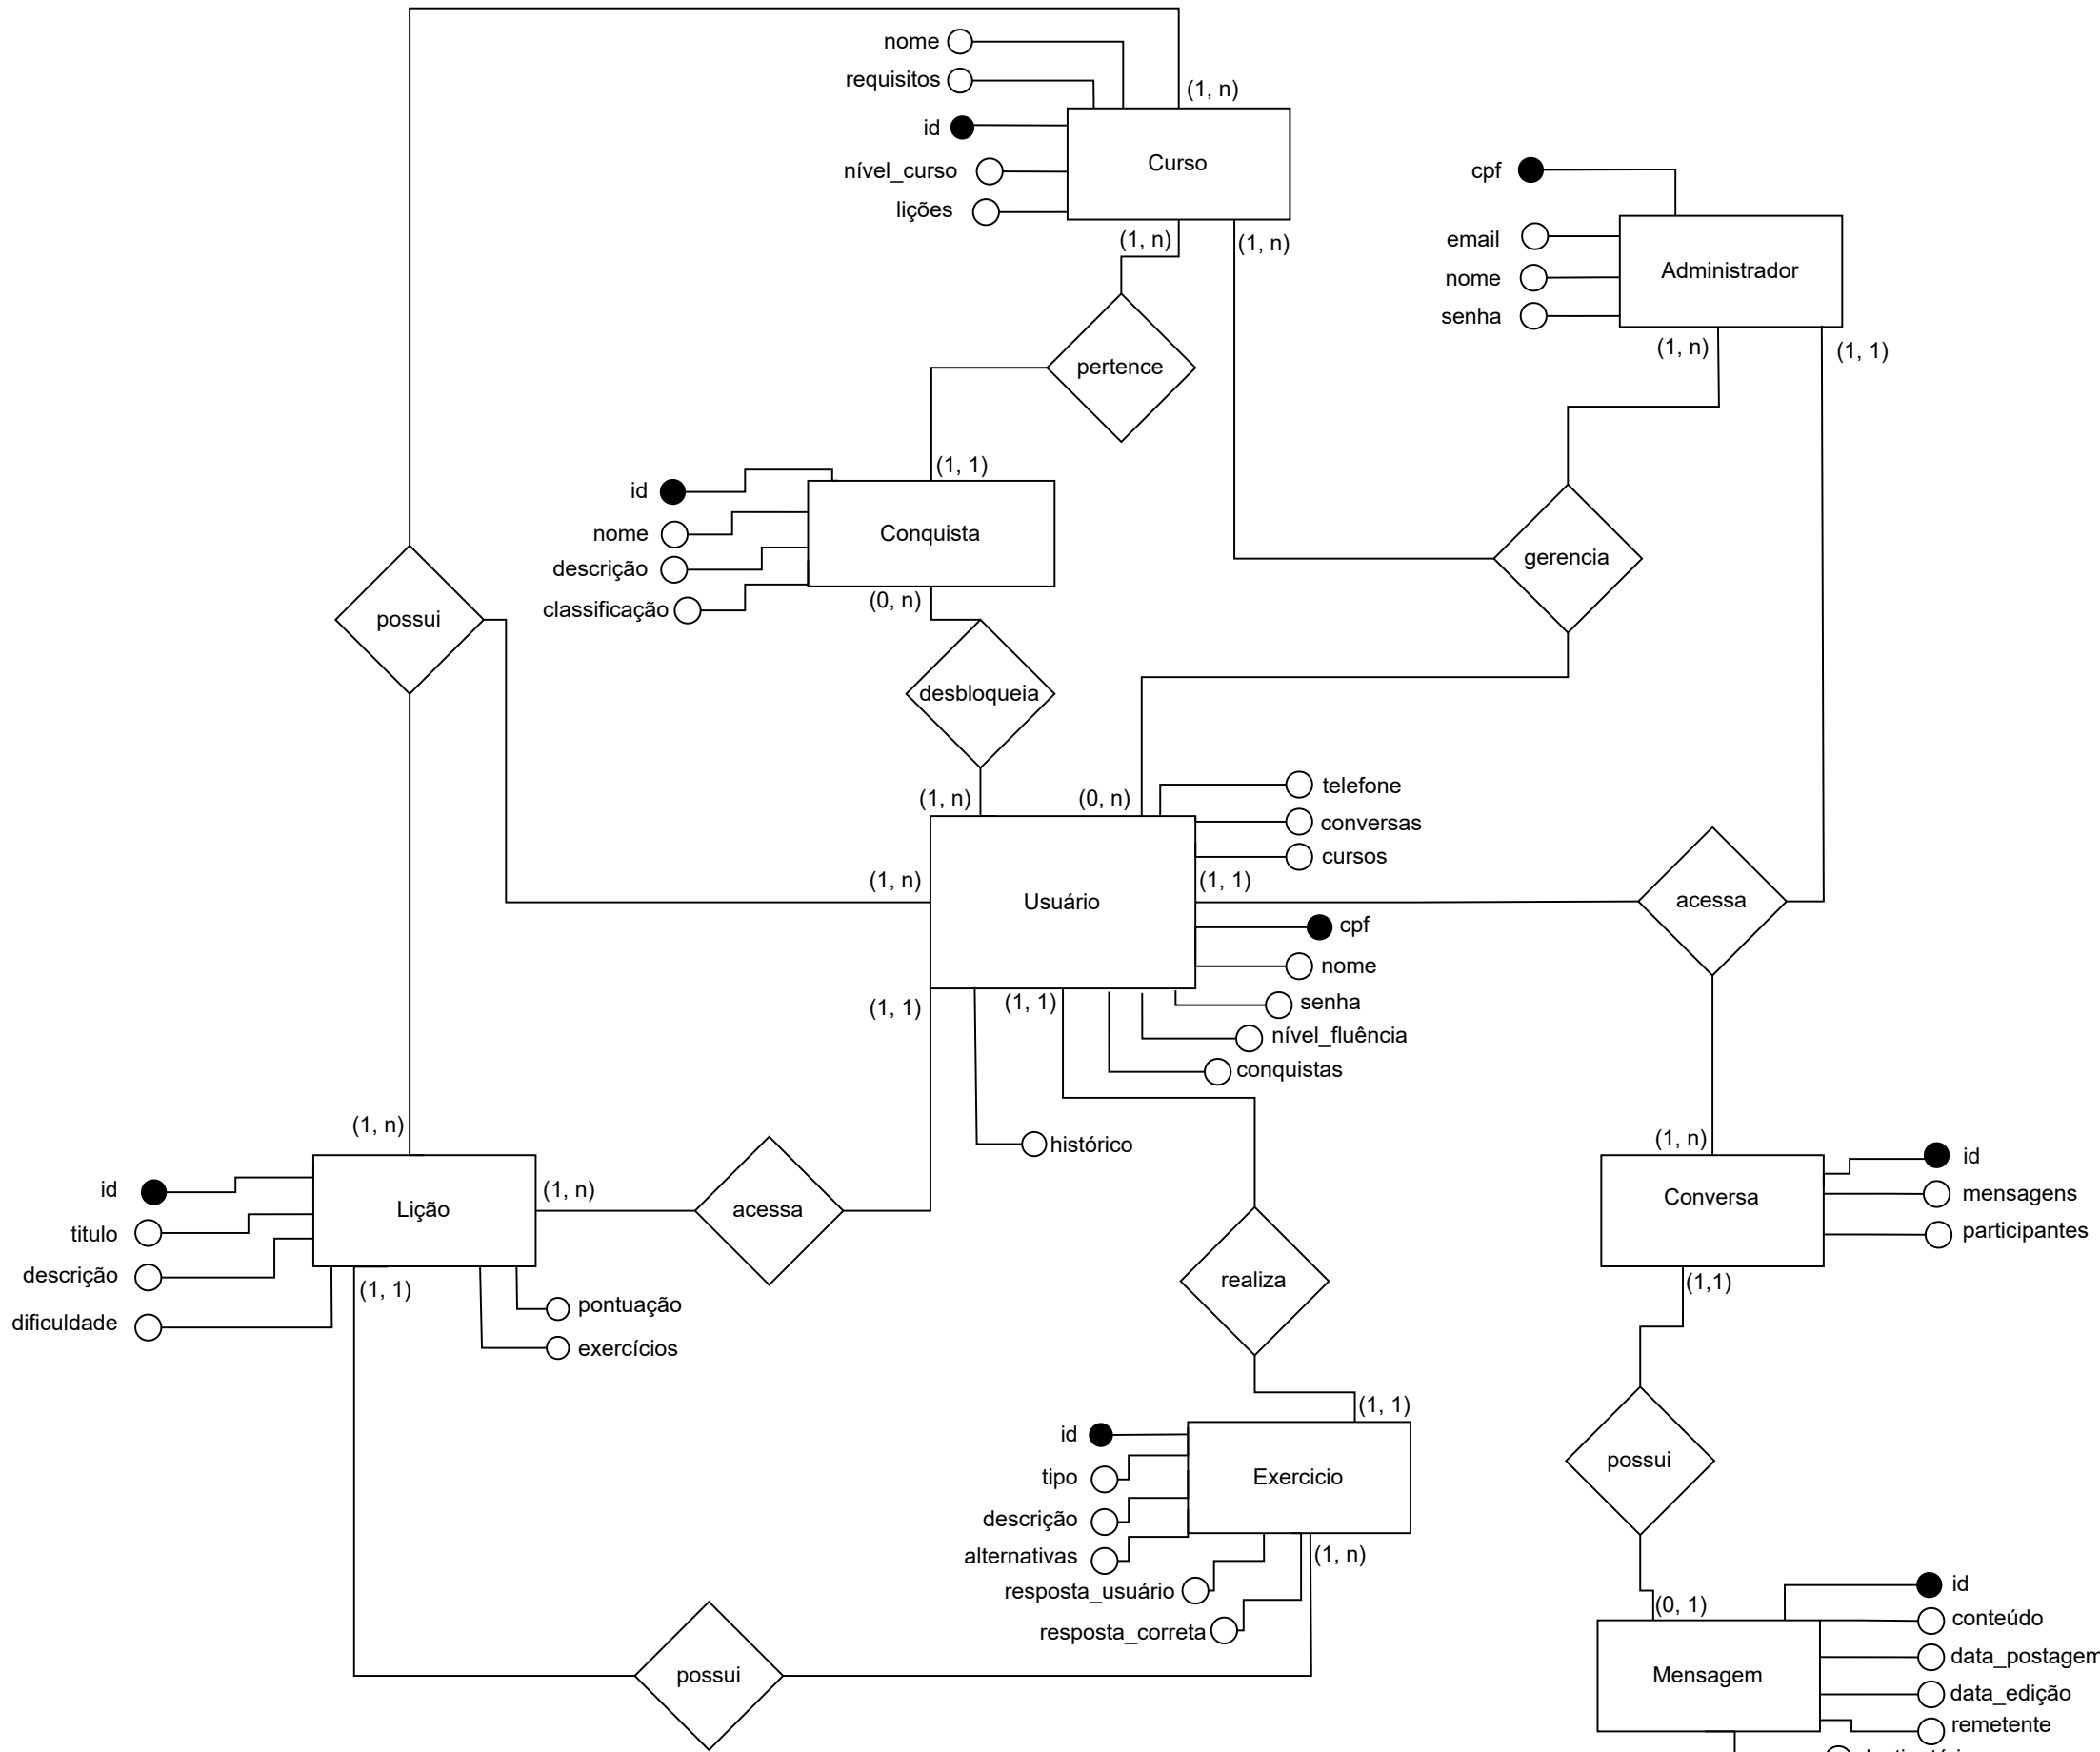 nome
requisitos
(1, n)
id
Curso
nível_curso
lições
(1, n)
(1, n)
cpf
email
Administrador
nome
senha
(1, n)
(1, 1)
pertence
(1, 1)
id
nome
Conquista
descrição
classificação
(0, n)
gerencia
possui
desbloqueia
(1, n)
(0, n)
telefone
conversas
cursos
(1, n)
(1, 1)
Usuário
acessa
cpf
nome
(1, 1)
(1, 1)
senha
nível_fluência
conquistas
histórico
(1, n)
(1, n)
id
mensagens
participantes
Conversa
(1,1)
id
titulo
descrição
dificuldade
Lição
(1, n)
acessa
(1, 1)
pontuação
exercícios
realiza
(1, 1)
id
tipo
Exercicio
descrição
alternativas
resposta_usuário
resposta_correta
(1, n)
possui
possui
(0, 1)
id
conteúdo
data_postagem
data_edição
remetente
Mensagem